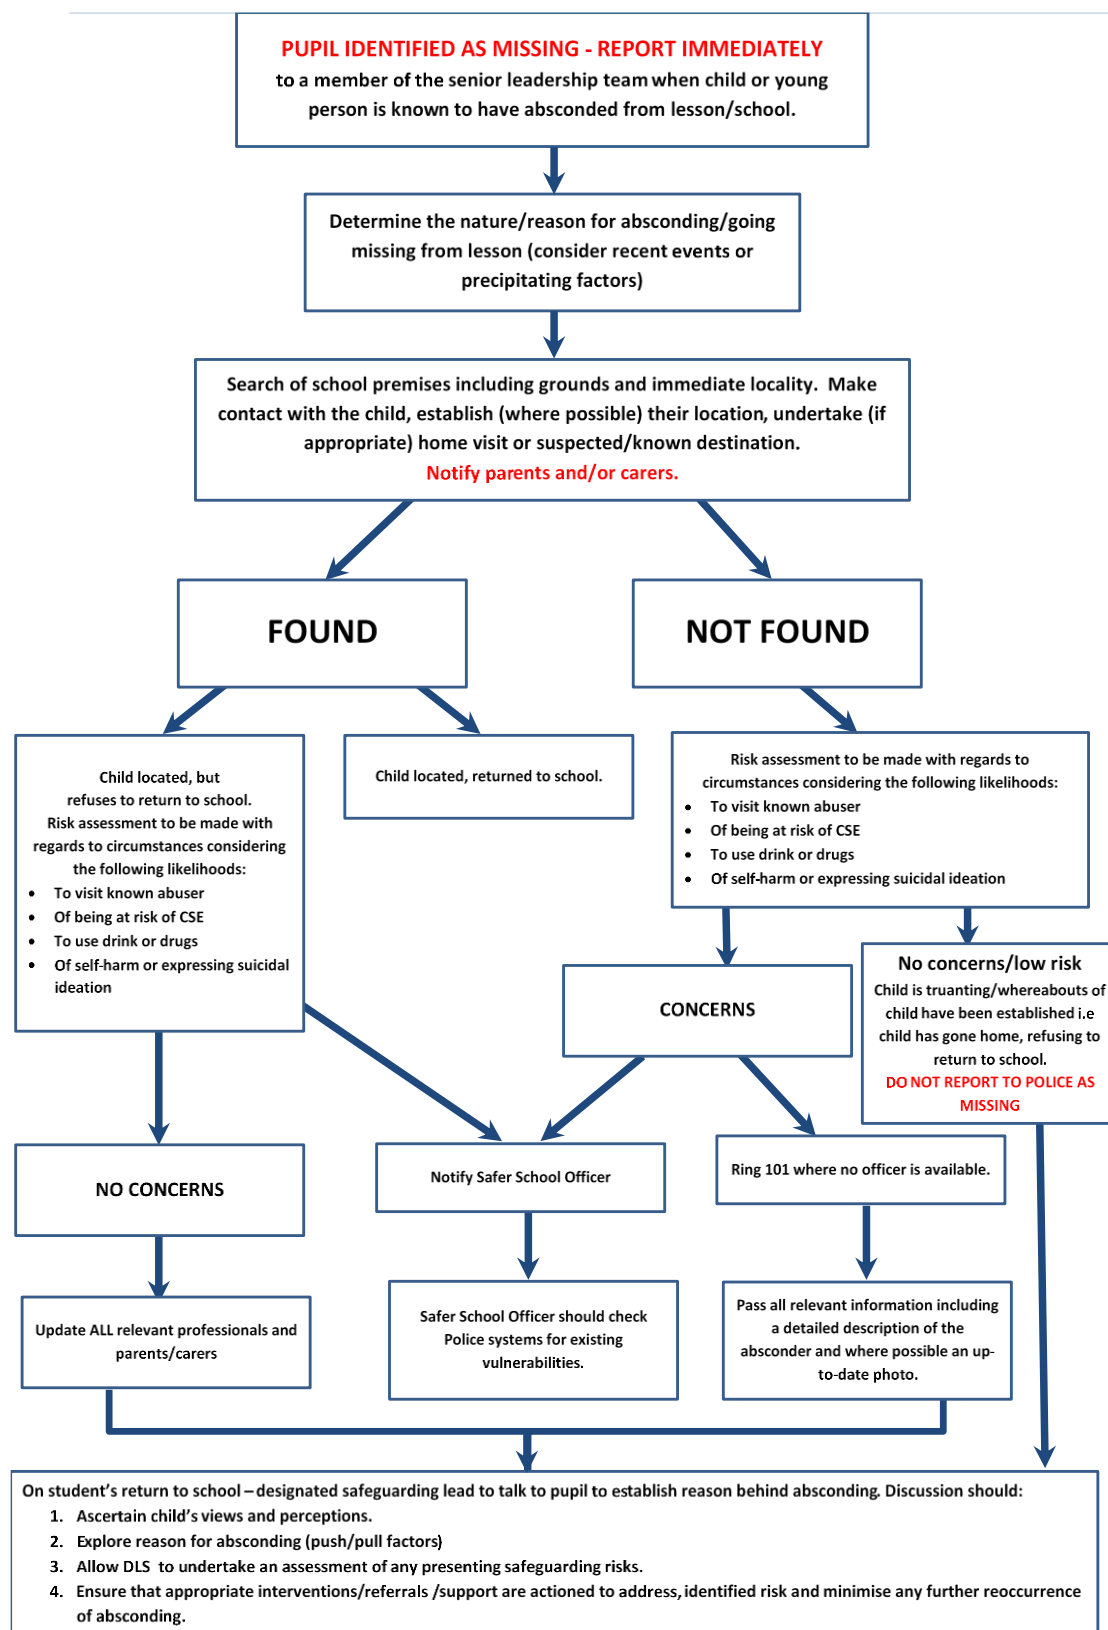 PUPIL IDENTIFIED AS MISSING - REPORT IMMEDIATELY
to a member of the senior leadership team when child or young
person is known to have absconded from lesson/school.
Determine the nature/reason for absconding/going
missing from lesson (consider recent events or
precipitating factors)
Search of school premises including grounds and immediate locality.  Make
contact with the child, establish (where possible) their location, undertake (if
appropriate) home visit or suspected/known destination.
Notify parents and/or carers.
FOUND
NOT FOUND
Child located, but
refuses to return to school.
Risk assessment to be made with
regards to circumstances considering
the following likelihoods:
• To visit known abuser
• Of being at risk of CSE
• To use drink or drugs
• Of self-harm or expressing suicidal
ideation
Child located, returned to school.
Risk assessment to be made with regards to
circumstances considering the following likelihoods:
• To visit known abuser
• Of being at risk of CSE
• To use drink or drugs
• Of self-harm or expressing suicidal ideation
CONCERNS
No concerns/low risk
Child is truanting/whereabouts of
child have been established i.e
child has gone home, refusing to
return to school.
DO NOT REPORT TO POLICE AS
MISSING
NO CONCERNS
Notify Safer School Officer
Ring 101 where no officer is available.
Update ALL relevant professionals and
parents/carers
Safer School Officer should check
Police systems for existing
vulnerabilities.
Pass all relevant information including
a detailed description of the
absconder and where possible an up-
to-date photo.
On student's return to school – designated safeguarding lead to talk to pupil to establish reason behind absconding. Discussion should:
1. Ascertain child's views and perceptions.
2. Explore reason for absconding (push/pull factors)
3. Allow DLS  to undertake an assessment of any presenting safeguarding risks.
4. Ensure that appropriate interventions/referrals /support are actioned to address, identified risk and minimise any further reoccurrence
of absconding.